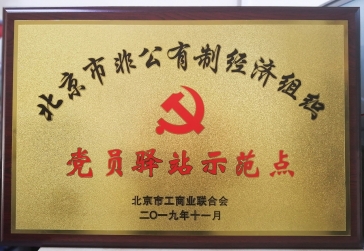 北京市非公有制经济组织
党员驿站示范点
北京市工商业联合会
二〇一九年十一月